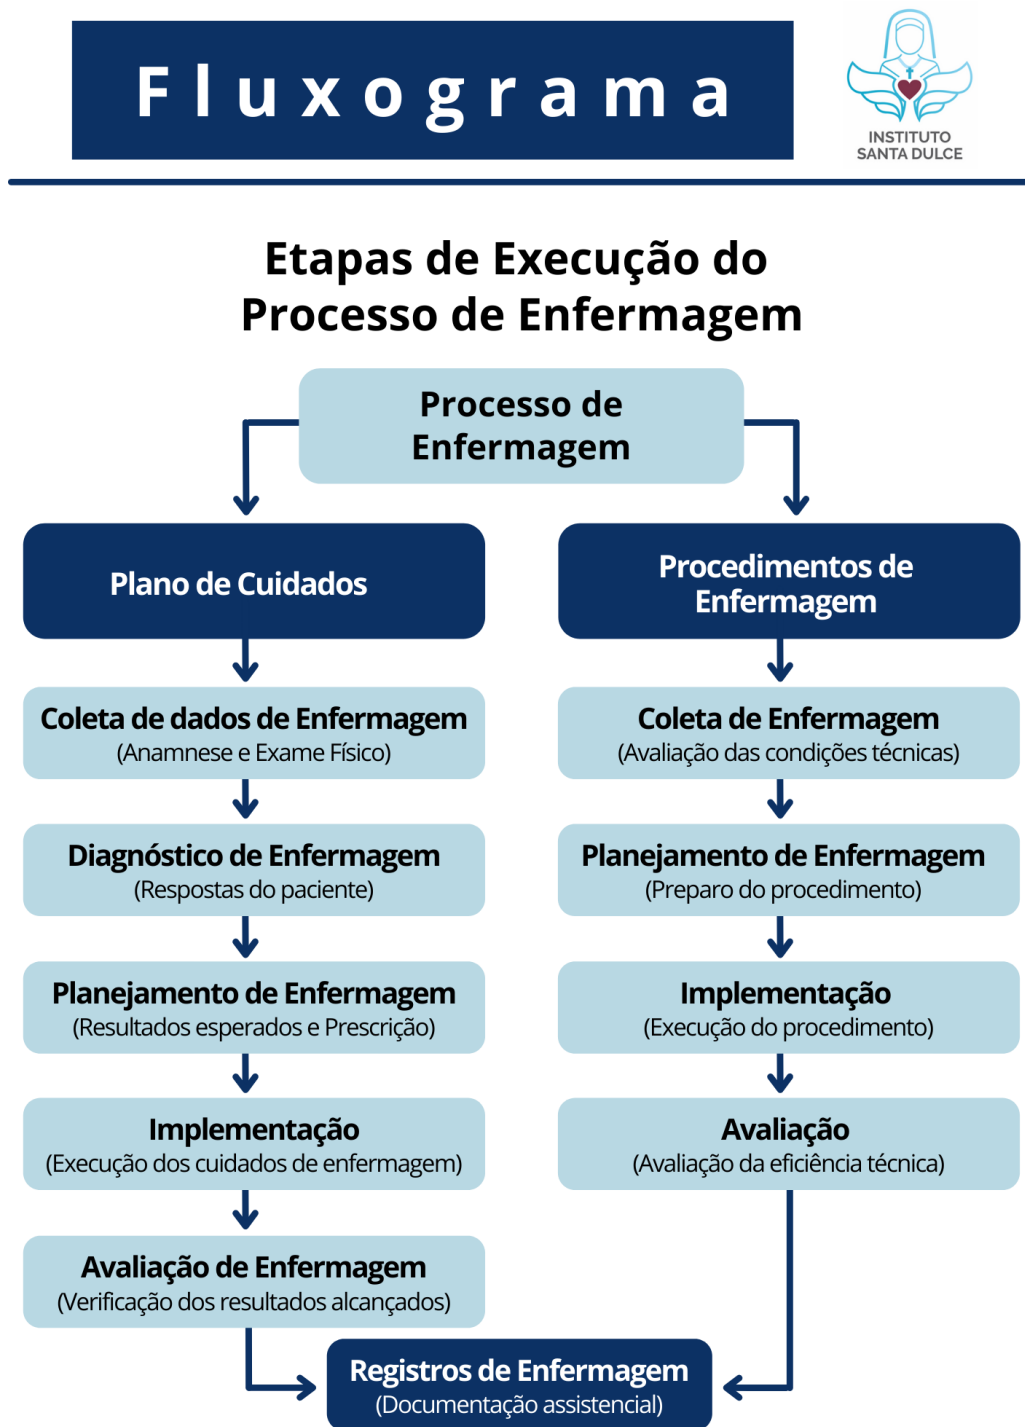 Fluxograma
INSTITUTO
SANTA DULCE
Etapas de Execução do
Processo de Enfermagem
Processo de
Enfermagem
Plano de Cuidados
Coleta de dados de Enfermagem
(Anamnese e Exame Físico)
Diagnóstico de Enfermagem
(Respostas do paciente)
Planejamento de Enfermagem
(Resultados esperados e Prescrição)
Implementação
(Execução dos cuidados de enfermagem)
Avaliação de Enfermagem
(Verificação dos resultados alcançados)
Procedimentos de
Enfermagem
Coleta de Enfermagem
(Avaliação das condições técnicas)
Planejamento de Enfermagem
(Preparo do procedimento)
Implementação
(Execução do procedimento)
Avaliação
(Avaliação da eficiência técnica)
Registros de Enfermagem
(Documentação assistencial)